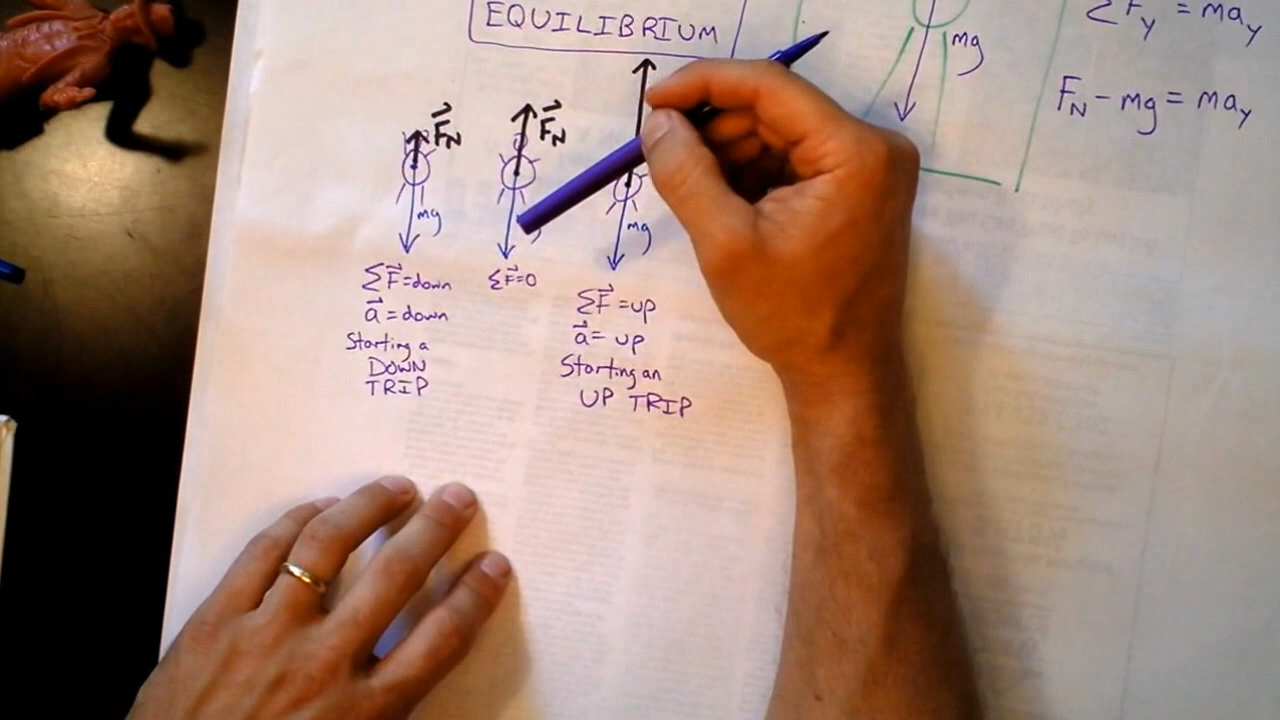 EQUILIBRIUM
F⃗N
mg
ΣF⃗=down
a⃗=down
Starting a
DOWN
TRIP
F⃗N
ΣF⃗=0
mg
ΣF⃗=up
a⃗=up
Starting an
UP TRIP
mg
ΣFy = may
FN-mg=may